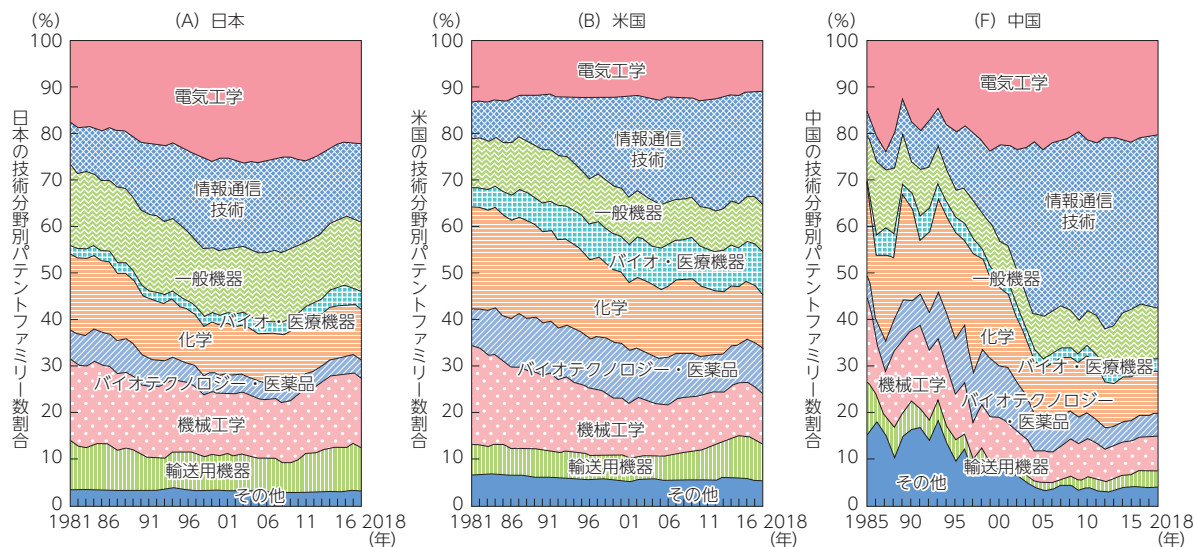 (%)
(A)日本
100
90
80
70
60
50
40
30
20
10
0
日本の技術分野別パテントファミリー数割合
電気工学
情報通信
技術
一般機器
バイオ・医療機器
化学
バイオテクノロジー・医薬品
機械工学
輸送用機器
その他
1981 86 91 96 01 06 11 16 2018
(年)
(%)
(B)米国
100
90
80
70
60
50
40
30
20
10
0
米国の技術分野別パテントファミリー数割合
電気工学
情報通信
技術
一般機器
バイオ・医療機器
化学
バイオテクノロジー・医薬品
機械工学
輸送用機器
その他
1981 86 91 96 01 06 11 16 2018
(年)
(%)
(F)中国
100
90
80
70
60
50
40
30
20
10
0
中国の技術分野別パテントファミリー数割合
電気工学
情報通信
技術
一般機器
化学
バイオ・医療機器
機械工学
バイオテクノロジー
・医薬品
輸送用機器
その他
1985 90 95 00 05 10 15 2018
(年)